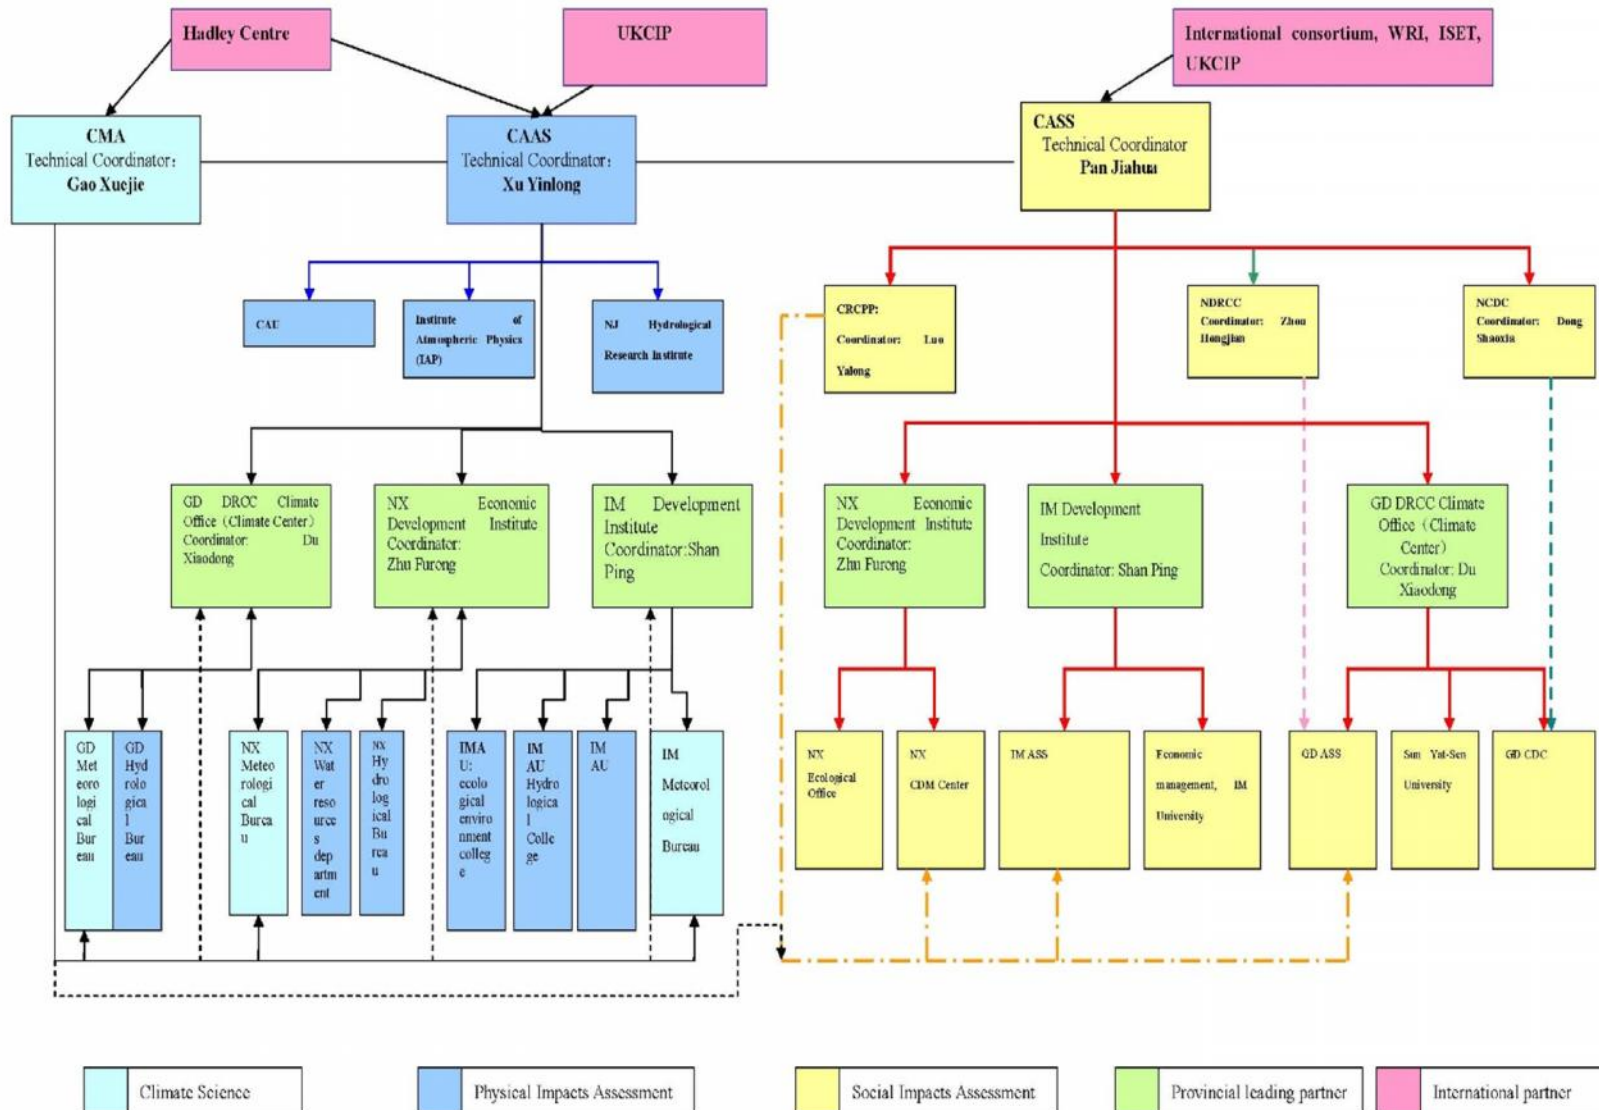 Hadley Centre
UKCIP
International consortium, WRI, ISET,
UKCIP
CMA
Technical Coordinator:
Gao Xuejie
CAAS
Technical Coordinator:
Xu Yinlong
CASS
Technical Coordinator
Pan Jiahua
CAU
Institute of
Atmospheric Physics
(IAP)
NJ Hydrological
Research Institute
CRCPP:
Coordinator: Luo
Yalong
NDRCC
Coordinator: Zhou
Hongjian
NCDC
Coordinator: Dong
Shaoxia
GD DRCC Climate
Office (Climate Center)
Coordinator: Du
Xiaodong
NX Economic
Development Institute
Coordinator:
Zhu Furong
IM Development
Institute
Coordinator:Shan
Ping
NX Economic
Development Institute
Coordinator:
Zhu Furong
IM Development
Institute
Coordinator: Shan Ping
GD DRCC Climate
Office (Climate
Center)
Coordinator: Du
Xiaodong
GD
Met
eoro
logi
cal
Bur
eau
GD
Hyd
rolo
gica
l
Bur
eau
NX
Meteo
rologi
cal
Burea
u
NX
Wat
er
reso
urce
s
dep
artm
ent
NX
Hy
dro
log
ical
Bu
rea
u
IMA
U:
ecolo
gical
enviro
nment
colleg
e
IM
AU
Hydro
logica
l
Colle
ge
IM
AU
IM
Meteorol
ogical
Bureau
NX
Ecological
Office
NX
CDM Center
IM ASS
Economic
management, IM
University
GD ASS
Sun Yat-Sen
University
GD CDC
Climate Science
Physical Impacts Assessment
Social Impacts Assessment
Provincial leading partner
International partner